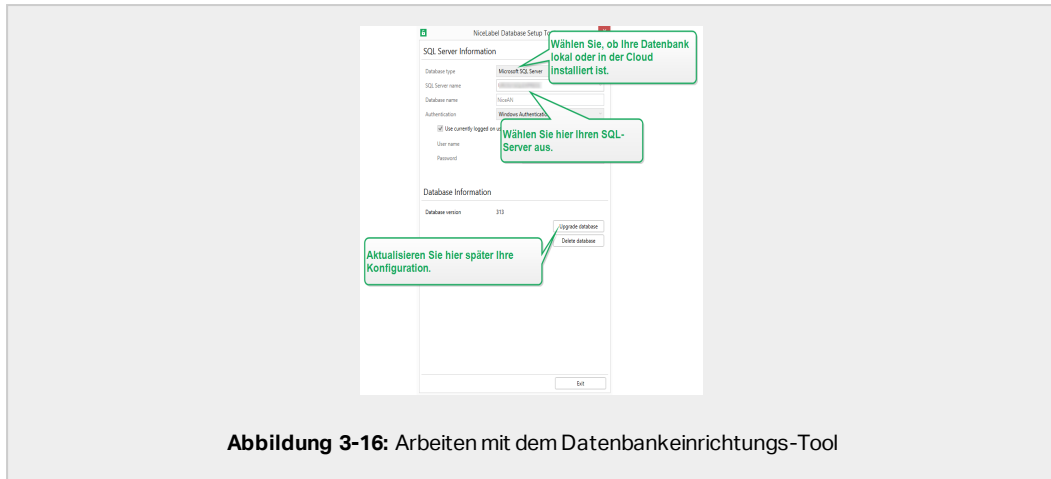 NiceLabel Database Setup To
Wählen Sie, ob Ihre Datenbank
lokal oder in der Cloud
installiert ist.
SQL Server Information
Database type
Microsoft SQL Server
SQL Server name
Database name
NiceAN
Authentication
Windows Authenticatio
Use currently logged on us
Wählen Sie hier Ihren SQL-
Server aus.
User name
Password
Database Information
Database version
313
Upgrade database
Delete database
Aktualisieren Sie hier später Ihre
Konfiguration.
Exit
Abbildung 3-16: Arbeiten mit dem Datenbankeinrichtungs-Tool